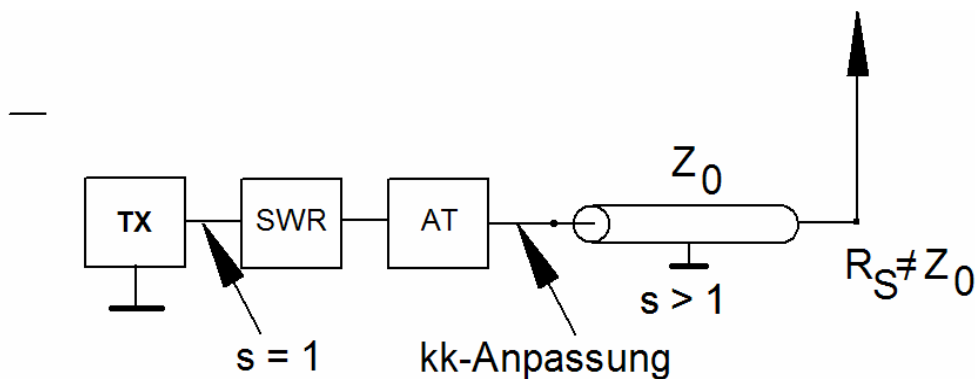 Z0
TX
SWR
AT
RS≠Z0
s > 1
s = 1
kk-Anpassung